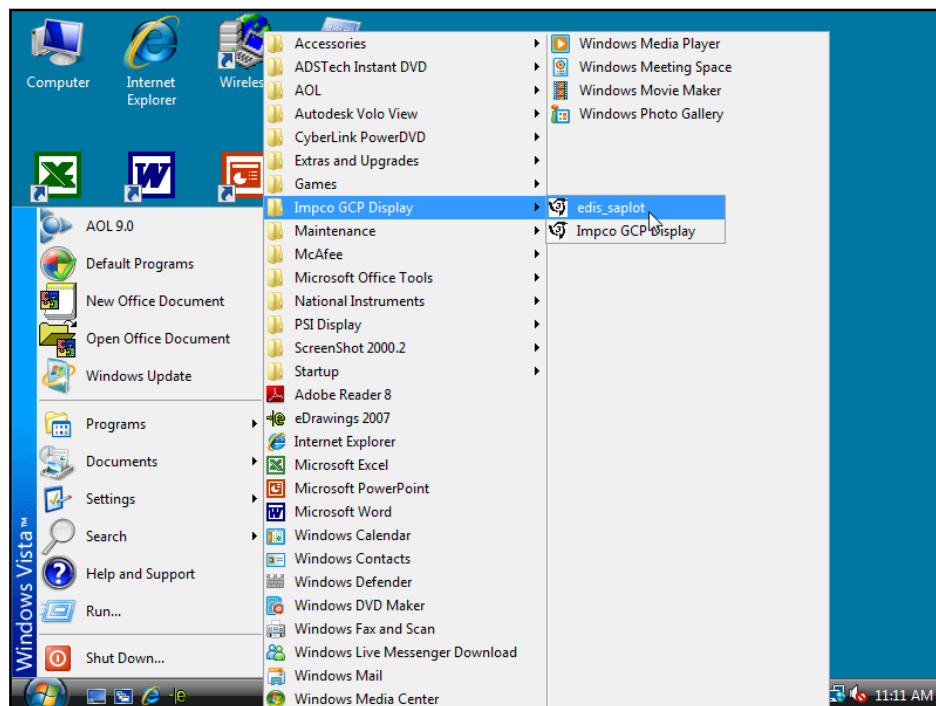 Computer
Internet
Explorer
AOL 9.0
Default Programs
New Office Document
Open Office Document
Windows Update
Programs
Documents
Settings
Search
Help and Support
Run...
Shut Down...
Windows Vista™
Accessories
ADSTech Instant DVD
AOL
Autodesk Volo View
CyberLink PowerDVD
Extras and Upgrades
Games
Impco GCP Display
Maintenance
McAfee
Microsoft Office Tools
National Instruments
PSI Display
ScreenShot 2000.2
Startup
Adobe Reader 8
eDrawings 2007
Internet Explorer
Microsoft Excel
Microsoft PowerPoint
Microsoft Word
Windows Calendar
Windows Contacts
Windows Defender
Windows DVD Maker
Windows Fax and Scan
Windows Live Messenger Download
Windows Mail
Windows Media Center
Windows Media Player
Windows Meeting Space
Windows Movie Maker
Windows Photo Gallery
edis_saplot
Impco GCP Display
11:11 AM